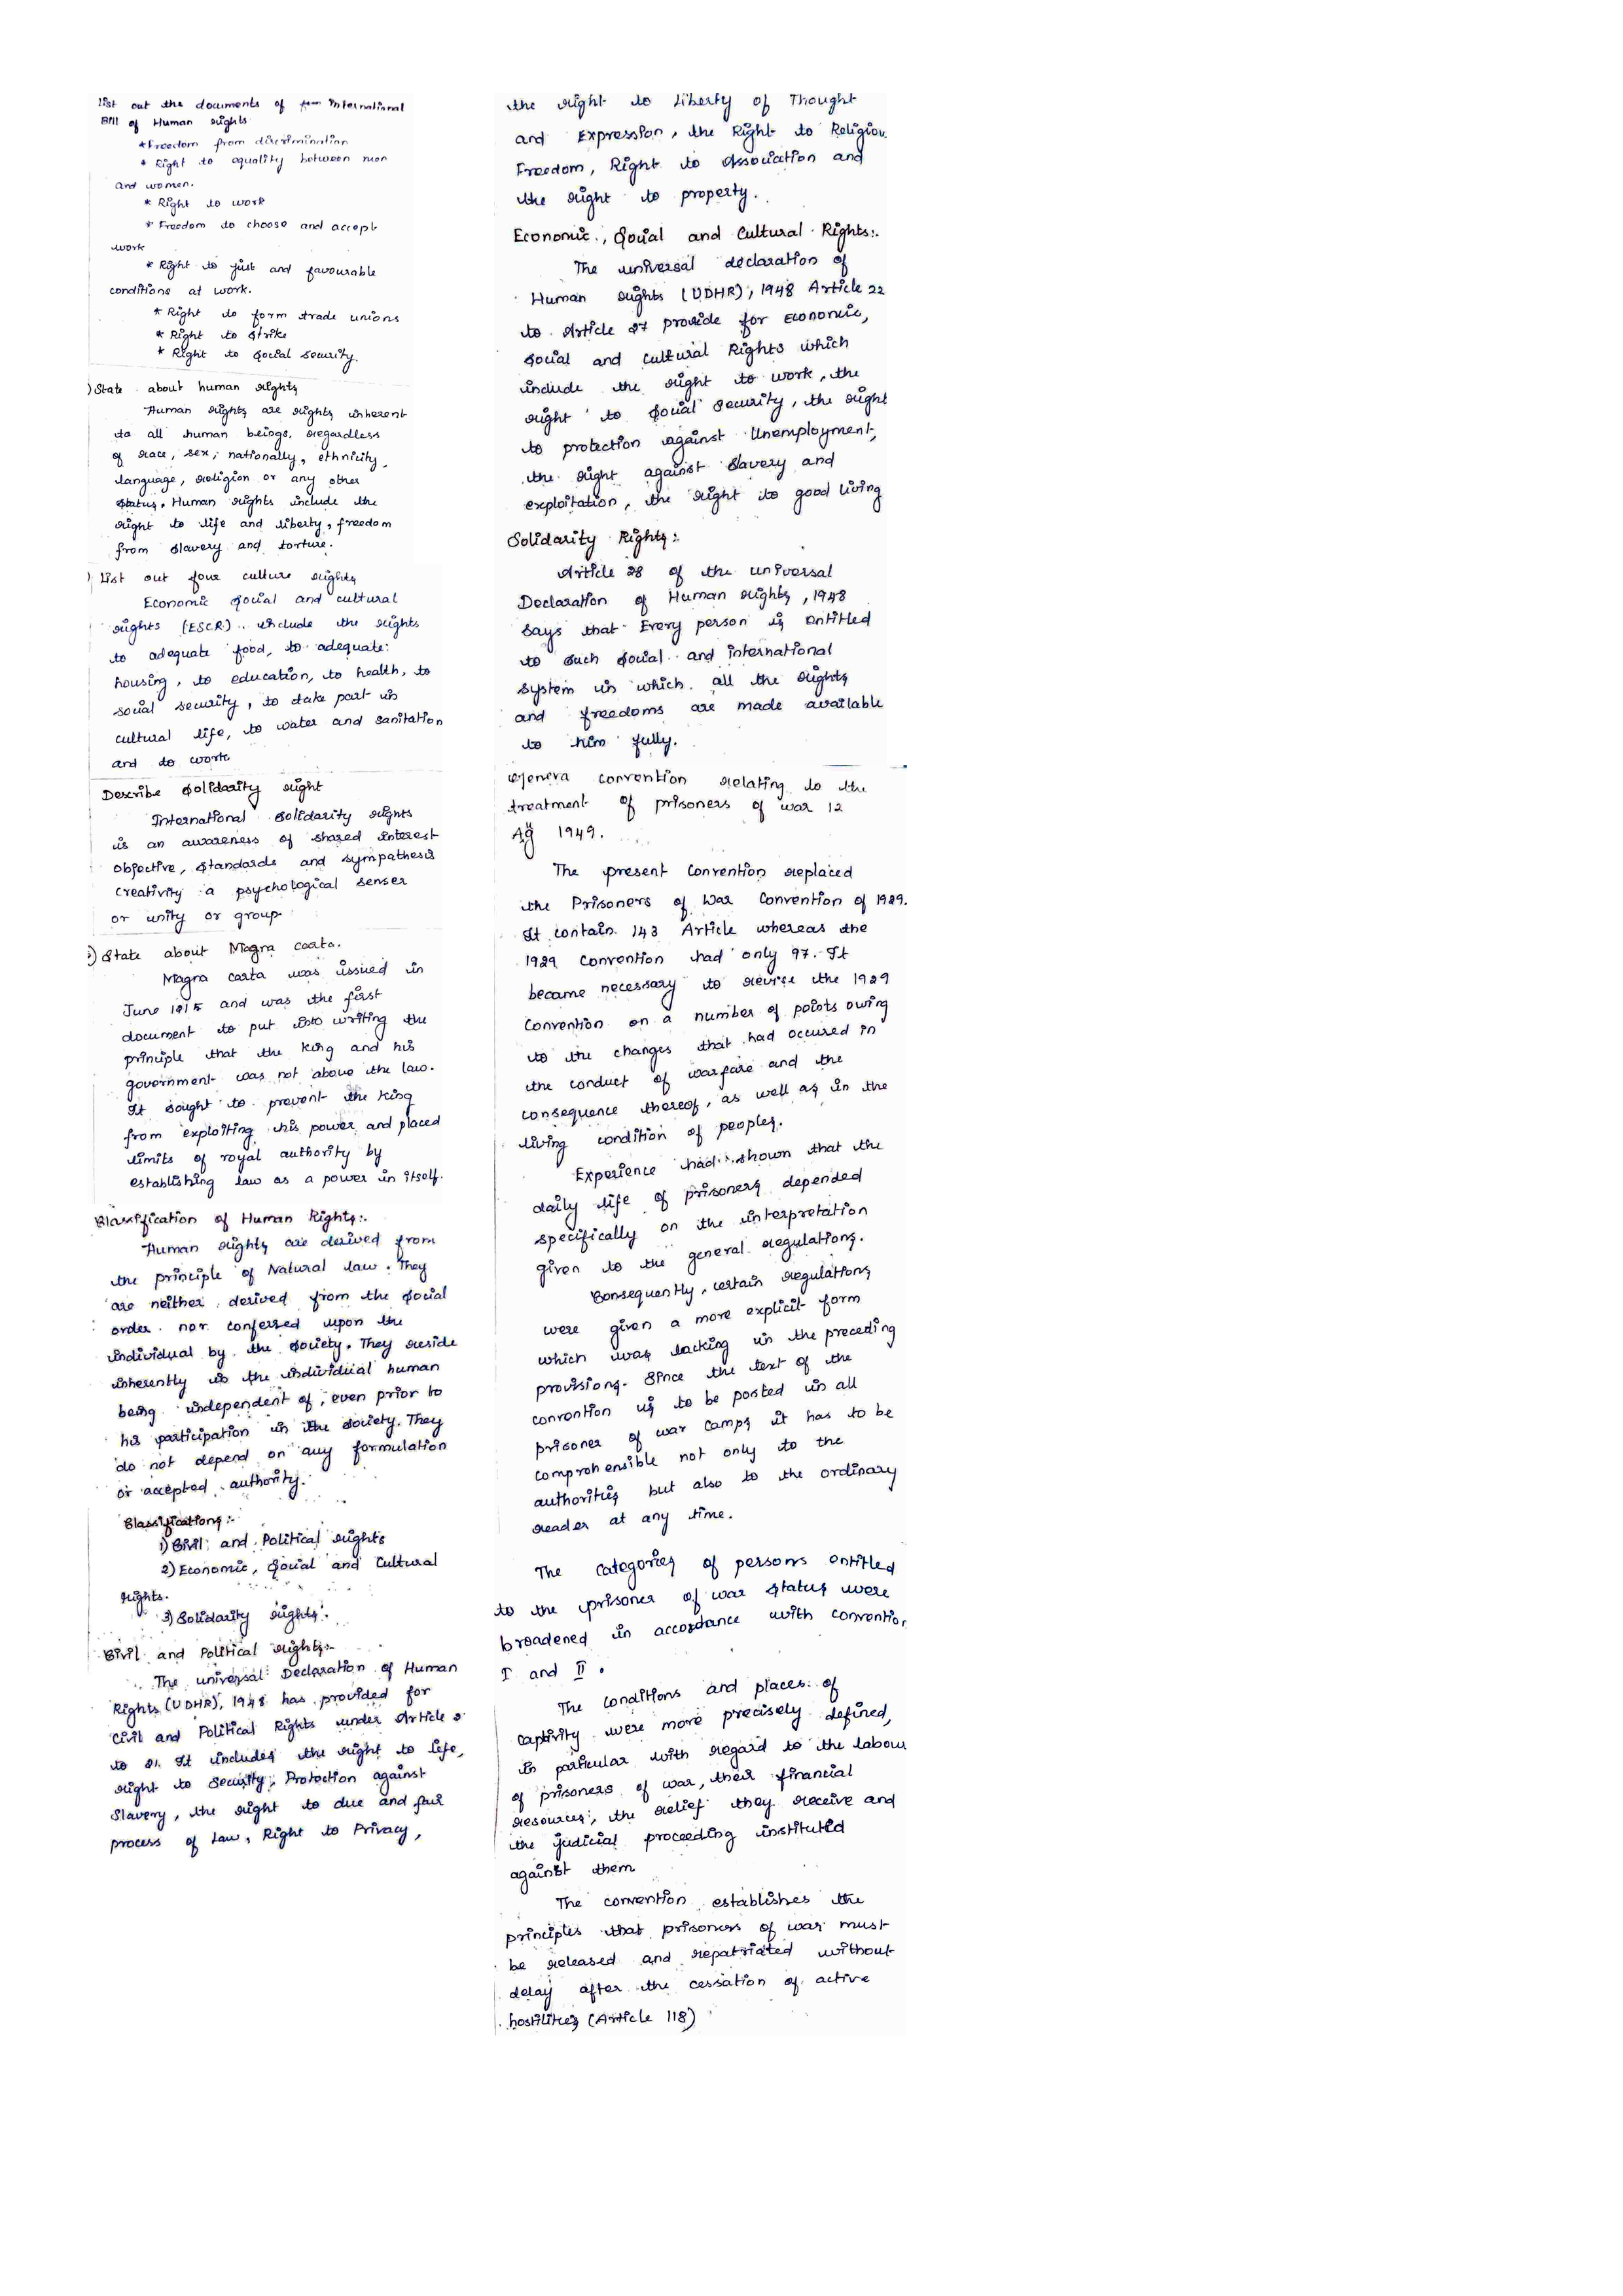 List out the documents of International
Bill of Human rights
* Freedom from discrimination
* Right to equality between men
and women.
* Right to work
* Freedom to choose and accept
work
* Right to just and favourable
conditions at work.
* Right to form trade unions
* Right to strike
* Right to social security.
) State about human rights
Human rights are rights inherent
to all human beings, regardless
of race, sex, nationally, ethnicity,
language, religion or any other
status. Human rights include the
right to life and liberty, freedom
from slavery and torture.
) List out four culture rights
Economic social and cultural
rights (ESCR).. include the rights
to adequate food, to adequate:
housing, to education, to health, to
social security, to take part in
cultural life, to water and sanitation
and to work
Describe solidarity right
International solidarity rights
is an awareness of shared interest
objective, standards and sympathesis
creativity a psychological senser
or unity or group.
) State about Magra carta.
Magra carta was issued in
June 1215 and was the first
document to put into writing the
principle that the king and his
government was not above the law.
It sought to prevent the king
from exploiting his power and placed
limits of royal authority by
establishing law as a power in itself.
Classification of Human Rights:-
Human rights are derived from
the principle of Natural law. They
are neither derived from the social
order nor conferred upon the
individual by the society. They reside
inherently in the individual human
being independent of, even prior to
his participation in the society. They
do not depend on any formulation
or accepted authority.
Classifications:-
1) Civil and Political rights
2) Economic, social and Cultural
rights.
3) Solidarity rights.
Civil and Political rights:-
The universal Declaration of Human
Rights (UDHR), 1948 has provided for
Civil and Political Rights under Article 2
to 21. It includes the right to life,
right to security, Protection against
Slavery, the right to due and fair
process of Law, Right to Privacy,
the right to Liberty of Thought
and Expression, the Right to Religion
Freedom, Right to Association and
the right to property.
Economic, Social and Cultural Rights:-
The universal declaration of
Human rights (UDHR), 1948 Article 22
to Article 27 provide for Economic,
social and cultural Rights which
include the right to work, the
right to social security, the right
to protection against Unemployment,
the right against slavery and
exploitation, the right to good living
Solidarity Rights:-
Article 28 of the universal
Declaration of Human rights, 1948
says that Every person is entitled
to such social and international
system in which all the rights
and freedoms are made available
to him fully.
Geneva convention relating to the
treatment of prisoners of war 12
Ag 1949.
The present Convention replaced
the Prisoners of War Convention of 1929.
It contain 143 Article whereas the
1929 Convention had only 97. It
became necessary to revise the 1929
Convention on a number of points owing
to the changes that had occured in
the conduct of warfare and the
consequence thereof, as well as in the
living condition of peoples.
Experience had shown that the
daily life of prisoners depended
specifically on the interpretation
given to the general regulations.
Consequently, certain regulations
were given a more explicit form
which was lacking in the preceding
provisions. Since the text of the
convention is to be posted in all
prisoner of war camps it has to be
comprehensible not only to the
authorities but also to the ordinary
reader at any time.
The categories of persons entitled
to the prisoner of war status were
broadened in accordance with conventio.
I and II.
The conditions and places of
captivity were more precisely defined,
in particular with regard to the labou
of prisoners of war, their financial
resources, the relief they receive and
the judicial proceeding instituted
against them
The convention establishes the
principles that prisoners of war must
be released and repatriated without
delay after the cessation of active
hostilities (Article 118)